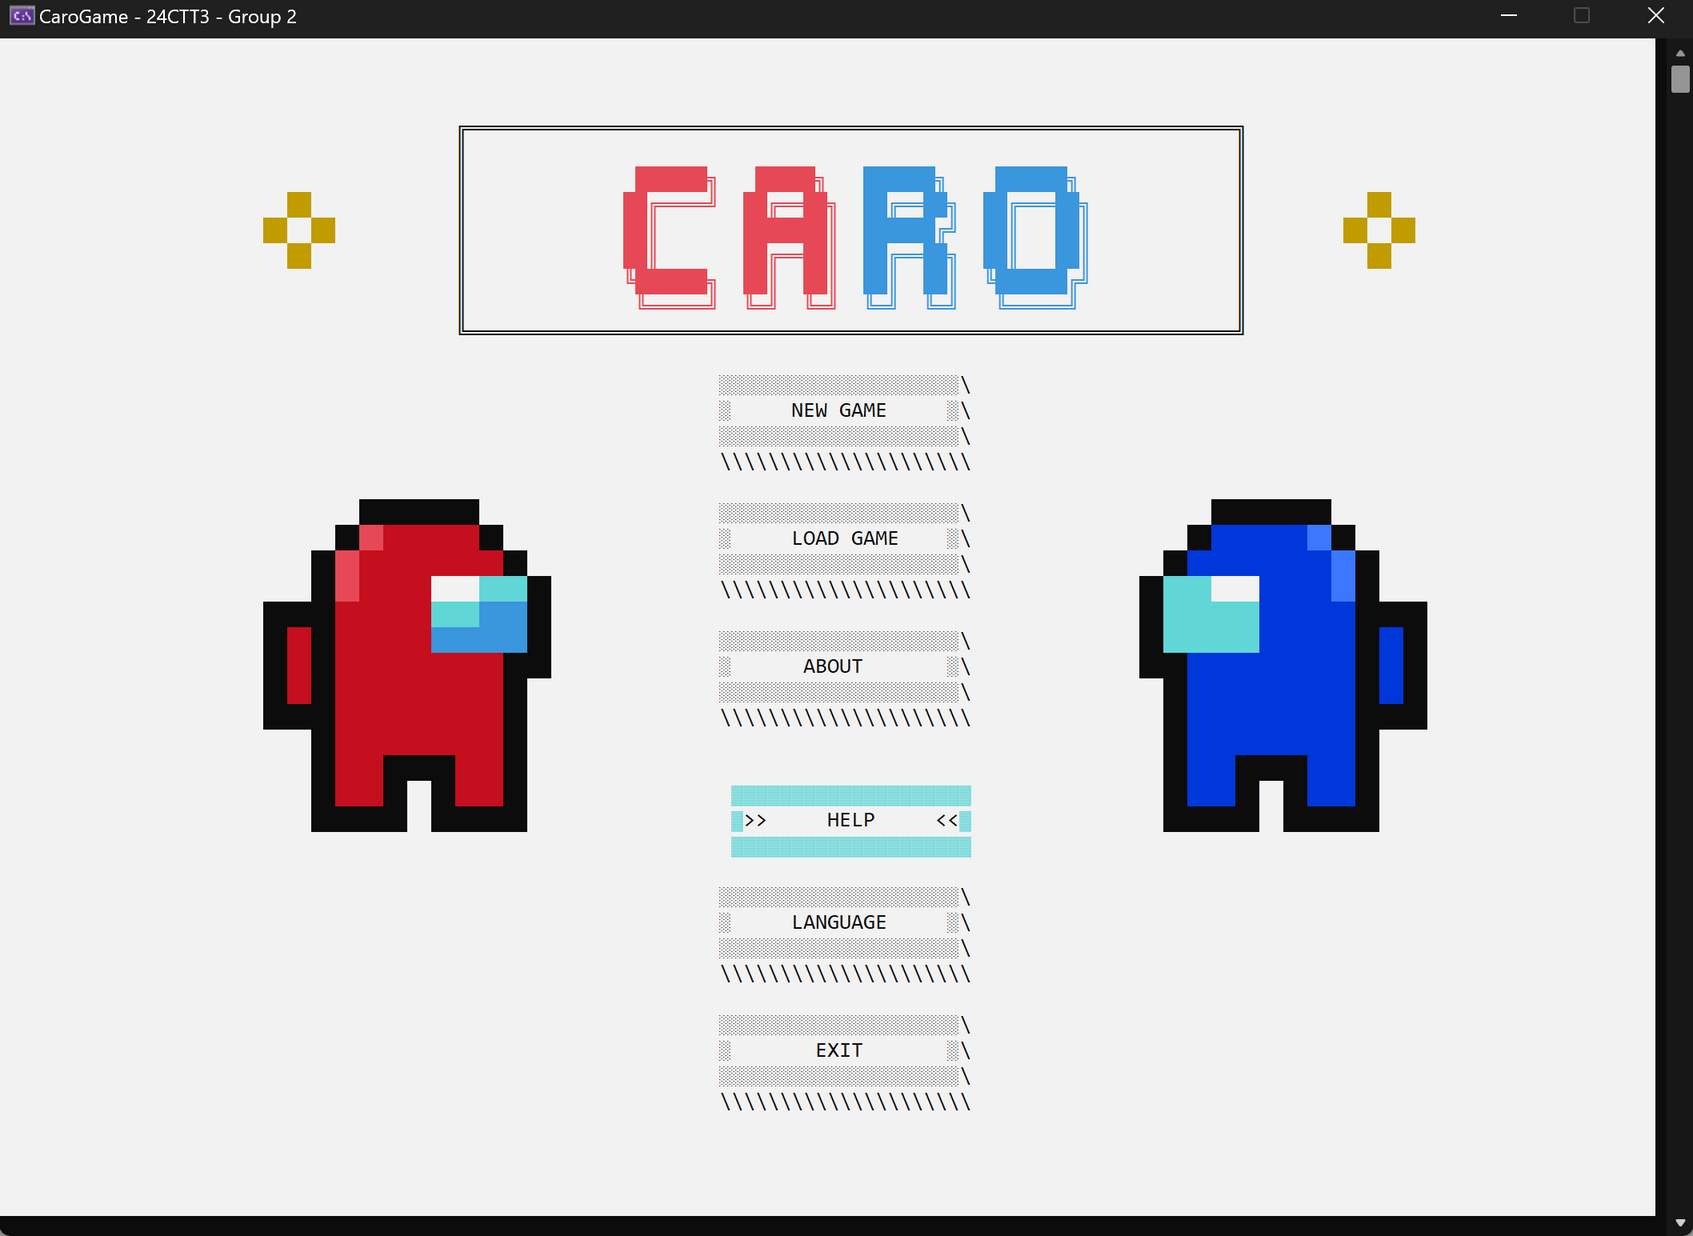 CaroGame - 24CTT3 - Group 2
CARO
NEW GAME
LOAD GAME
ABOUT
>> HELP <<
LANGUAGE
EXIT